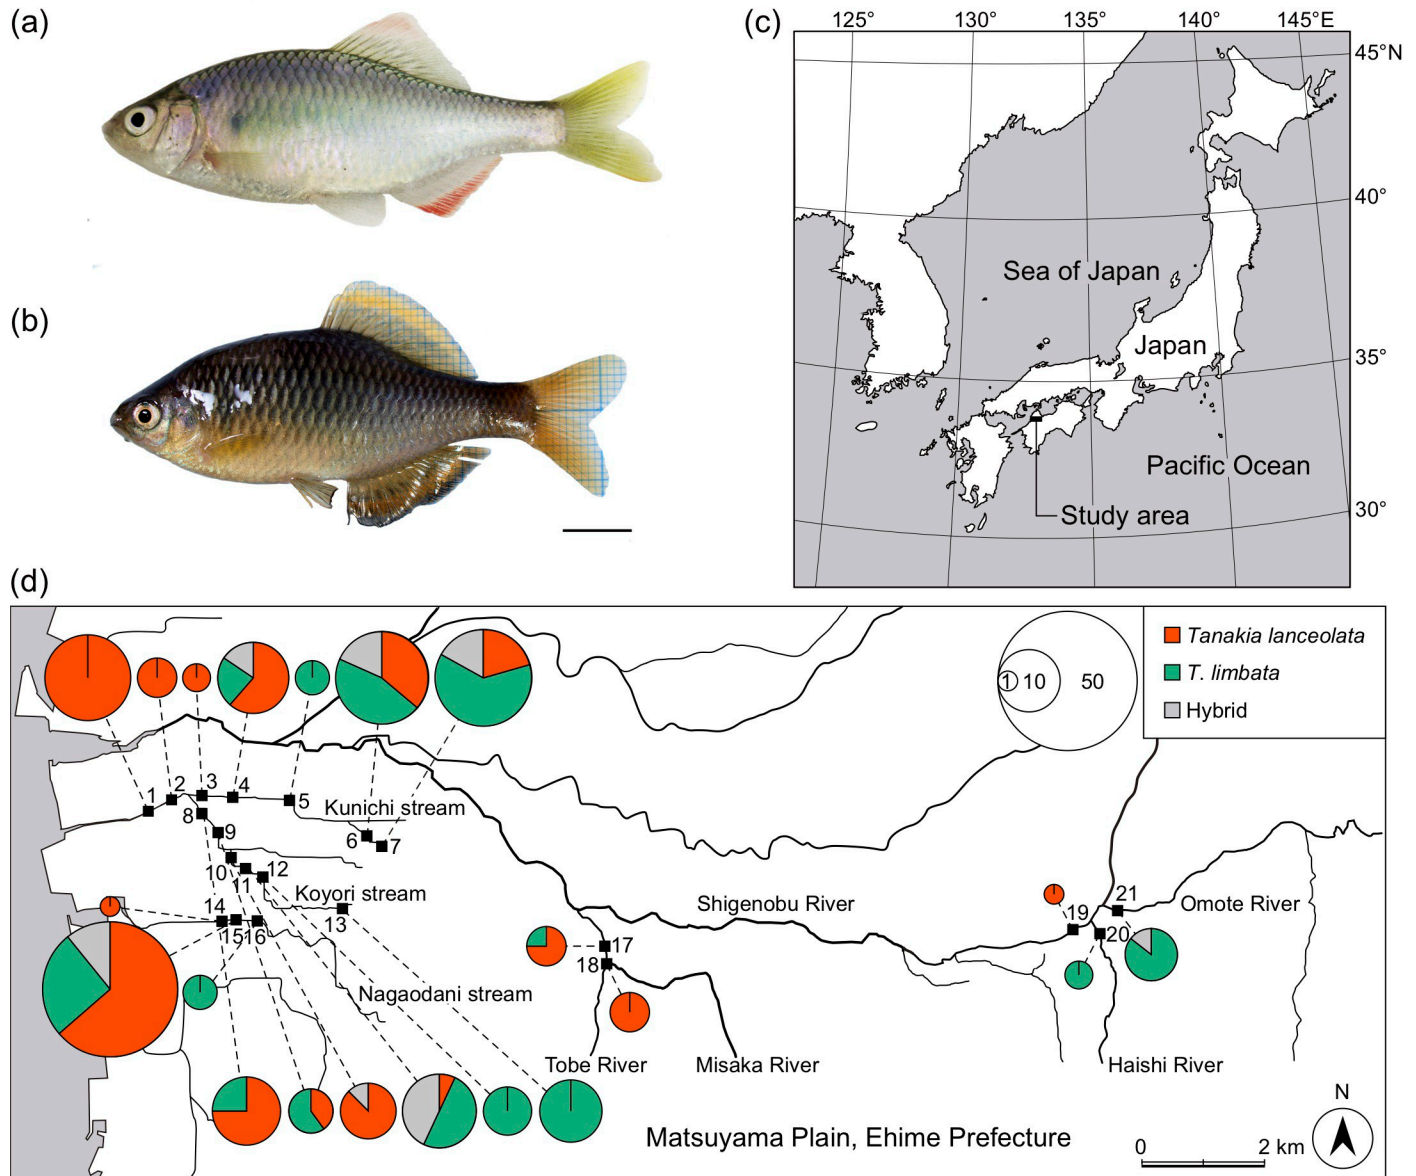 (a)
(b)
(c)
125°
130°
135°
140°
145°E
45°N
40°
35°
30°
Sea of Japan
Japan
Pacific Ocean
Study area
(d)
1
10
50
Tanakia lanceolata
T. limbata
Hybrid
1
2
3
4
5
Kunichi stream
6
7
8
9
10
11
12
Koyori stream
13
14
15
16
Nagaodani stream
Shigenobu River
17
18
Tobe River
Misaka River
19
20
21
Omote River
Haishi River
Matsuyama Plain, Ehime Prefecture
N
0
2 km